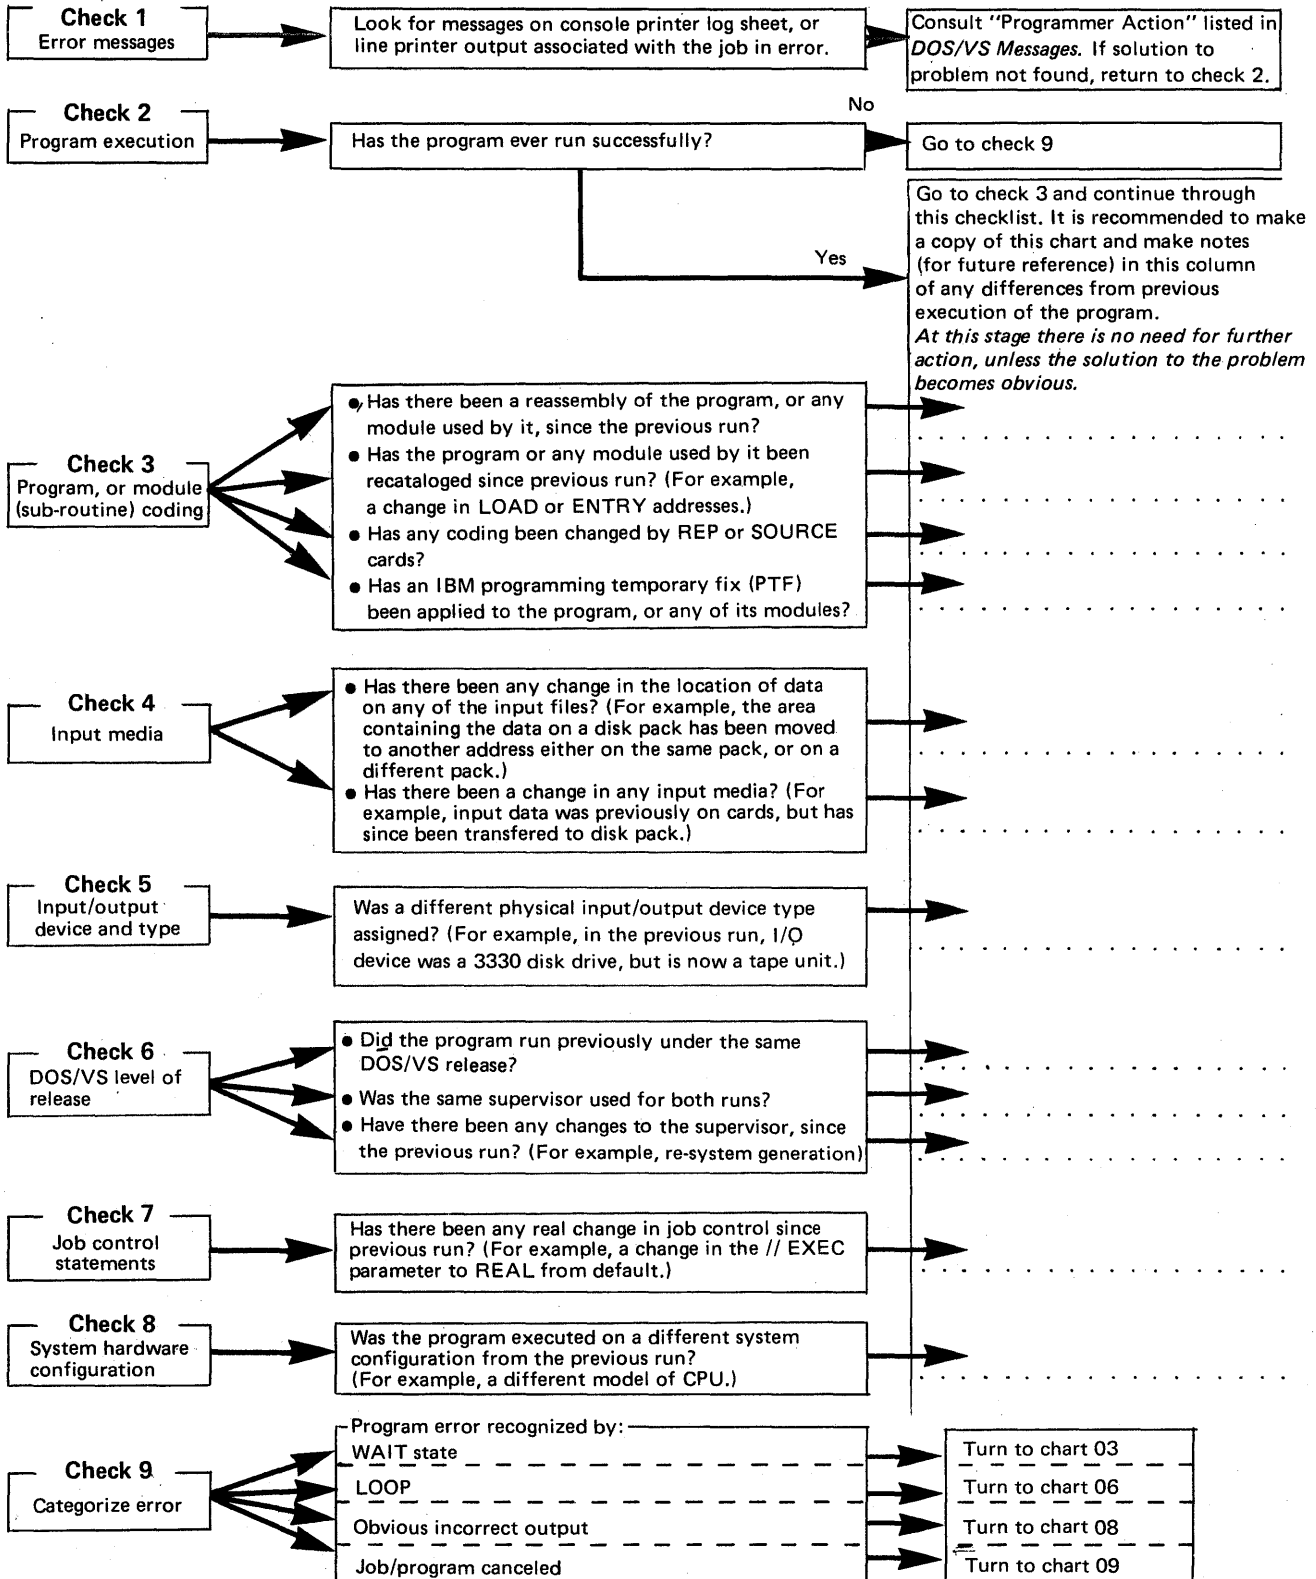 Check 1
Error messages
Look for messages on console printer log sheet, or
line printer output associated with the job in error.
Consult "Programmer Action" listed in
DOS/VS Messages. If solution to
problem not found, return to check 2.
Check 2
Program execution
Has the program ever run successfully?
No
Go to check 9
Yes
Go to check 3 and continue through
this checklist. It is recommended to make
a copy of this chart and make notes
(for future reference) in this column
of any differences from previous
execution of the program.
At this stage there is no need for further
action, unless the solution to the problem
becomes obvious.
Check 3
Program, or module
(sub-routine) coding
• Has there been a reassembly of the program, or any
module used by it, since the previous run?
• Has the program or any module used by it been
recataloged since previous run? (For example,
a change in LOAD or ENTRY addresses.)
• Has any coding been changed by REP or SOURCE
cards?
• Has an IBM programming temporary fix (PTF)
been applied to the program, or any of its modules?
Check 4
Input media
• Has there been any change in the location of data
on any of the input files? (For example, the area
containing the data on a disk pack has been moved
to another address either on the same pack, or on a
different pack.)
• Has there been a change in any input media? (For
example, input data was previously on cards, but has
since been transfered to disk pack.)
Check 5
Input/output
device and type
Was a different physical input/output device type
assigned? (For example, in the previous run, I/O
device was a 3330 disk drive, but is now a tape unit.)
Check 6
DOS/VS level of
release
• Did the program run previously under the same
DOS/VS release?
• Was the same supervisor used for both runs?
• Have there been any changes to the supervisor, since
the previous run? (For example, re-system generation)
Check 7
Job control
statements
Has there been any real change in job control since
previous run? (For example, a change in the // EXEC
parameter to REAL from default.)
Check 8
System hardware
configuration
Was the program executed on a different system
configuration from the previous run?
(For example, a different model of CPU.)
Check 9
Categorize error
Program error recognized by:
WAIT state
Turn to chart 03
LOOP
Turn to chart 06
Obvious incorrect output
Turn to chart 08
Job/program canceled
Turn to chart 09